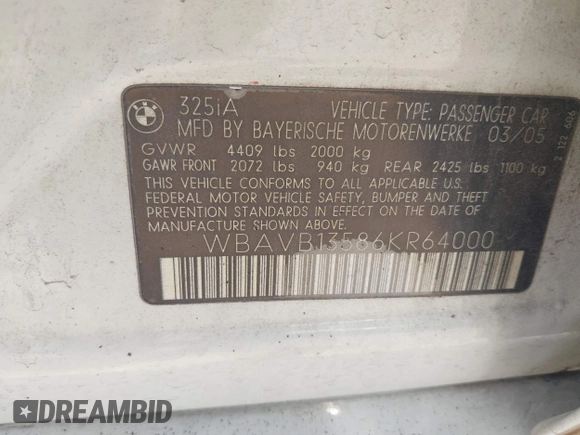 BMW
325iA VEHICLE TYPE: PASSENGER CAR
MFD BY BAYERISCHE MOTORENWERKE 03/05
GVWR 4409 lbs 2000 kg
GAWR FRONT 2072 lbs 940 kg REAR 2425 lbs 1100 kg
THIS VEHICLE CONFORMS TO ALL APPLICABLE U.S.
FEDERAL MOTOR VEHICLE SAFETY, BUMPER AND THEFT
PREVENTION STANDARDS IN EFFECT ON THE DATE OF
MANUFACTURE SHOWN ABOVE:
WBAVB13586KR64000
DREAMBID